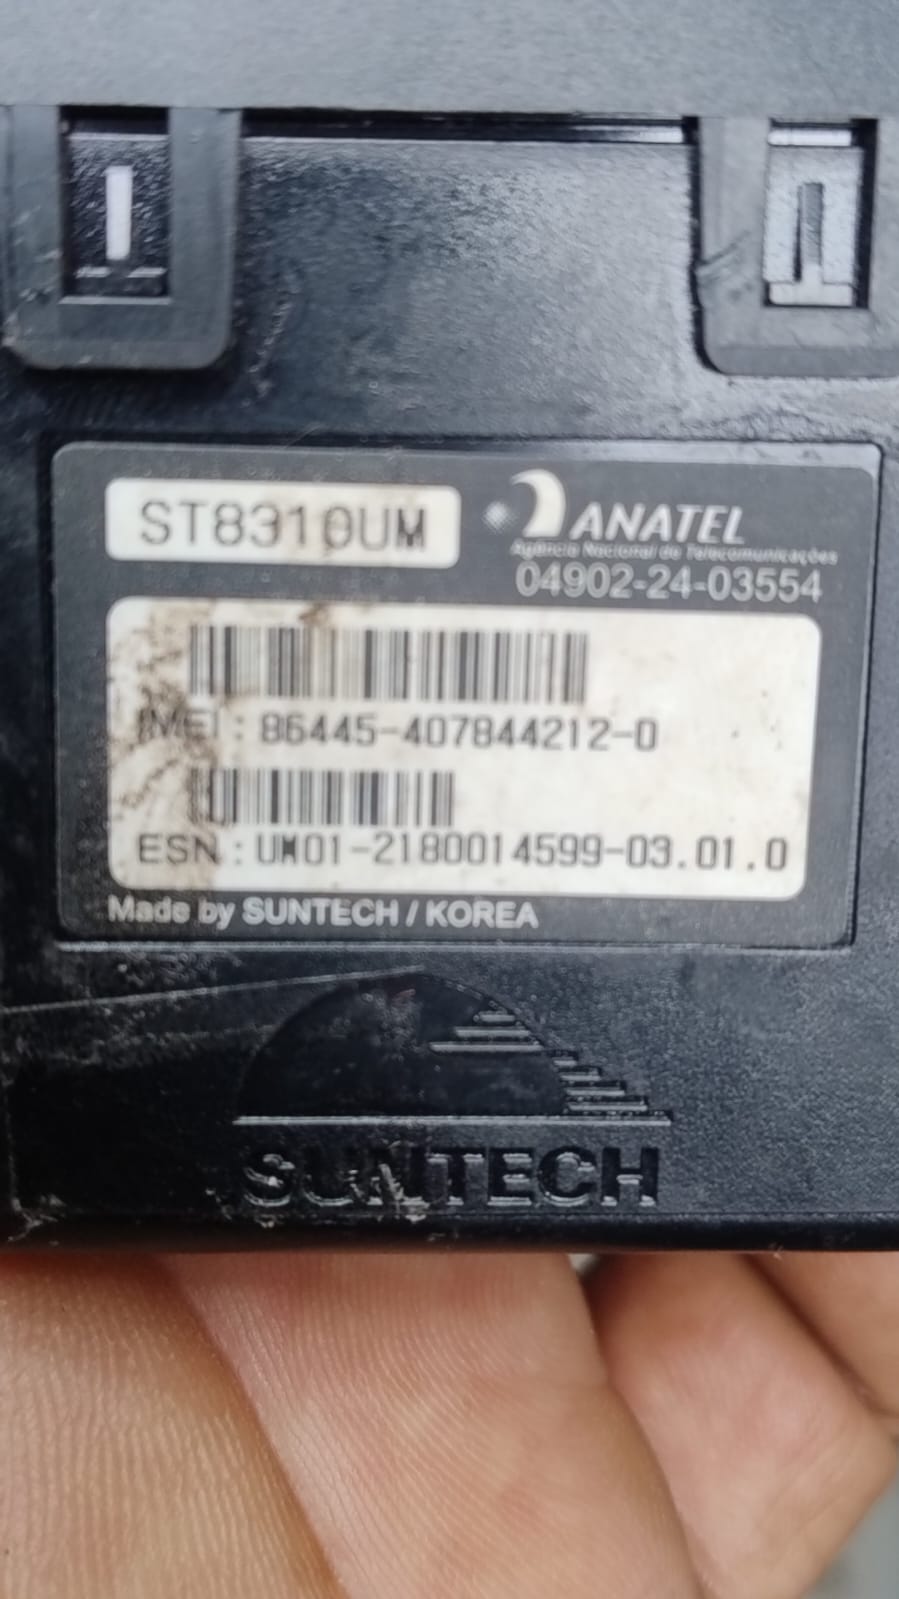 ST8310UM
ANATEL
Agência Nacional de Telecomunicações
04902-24-03554
IMEI : 86445-407844212-0
ESN : UM01-2180014599-03.01.0
Made by SUNTECH / KOREA
SUNTECH